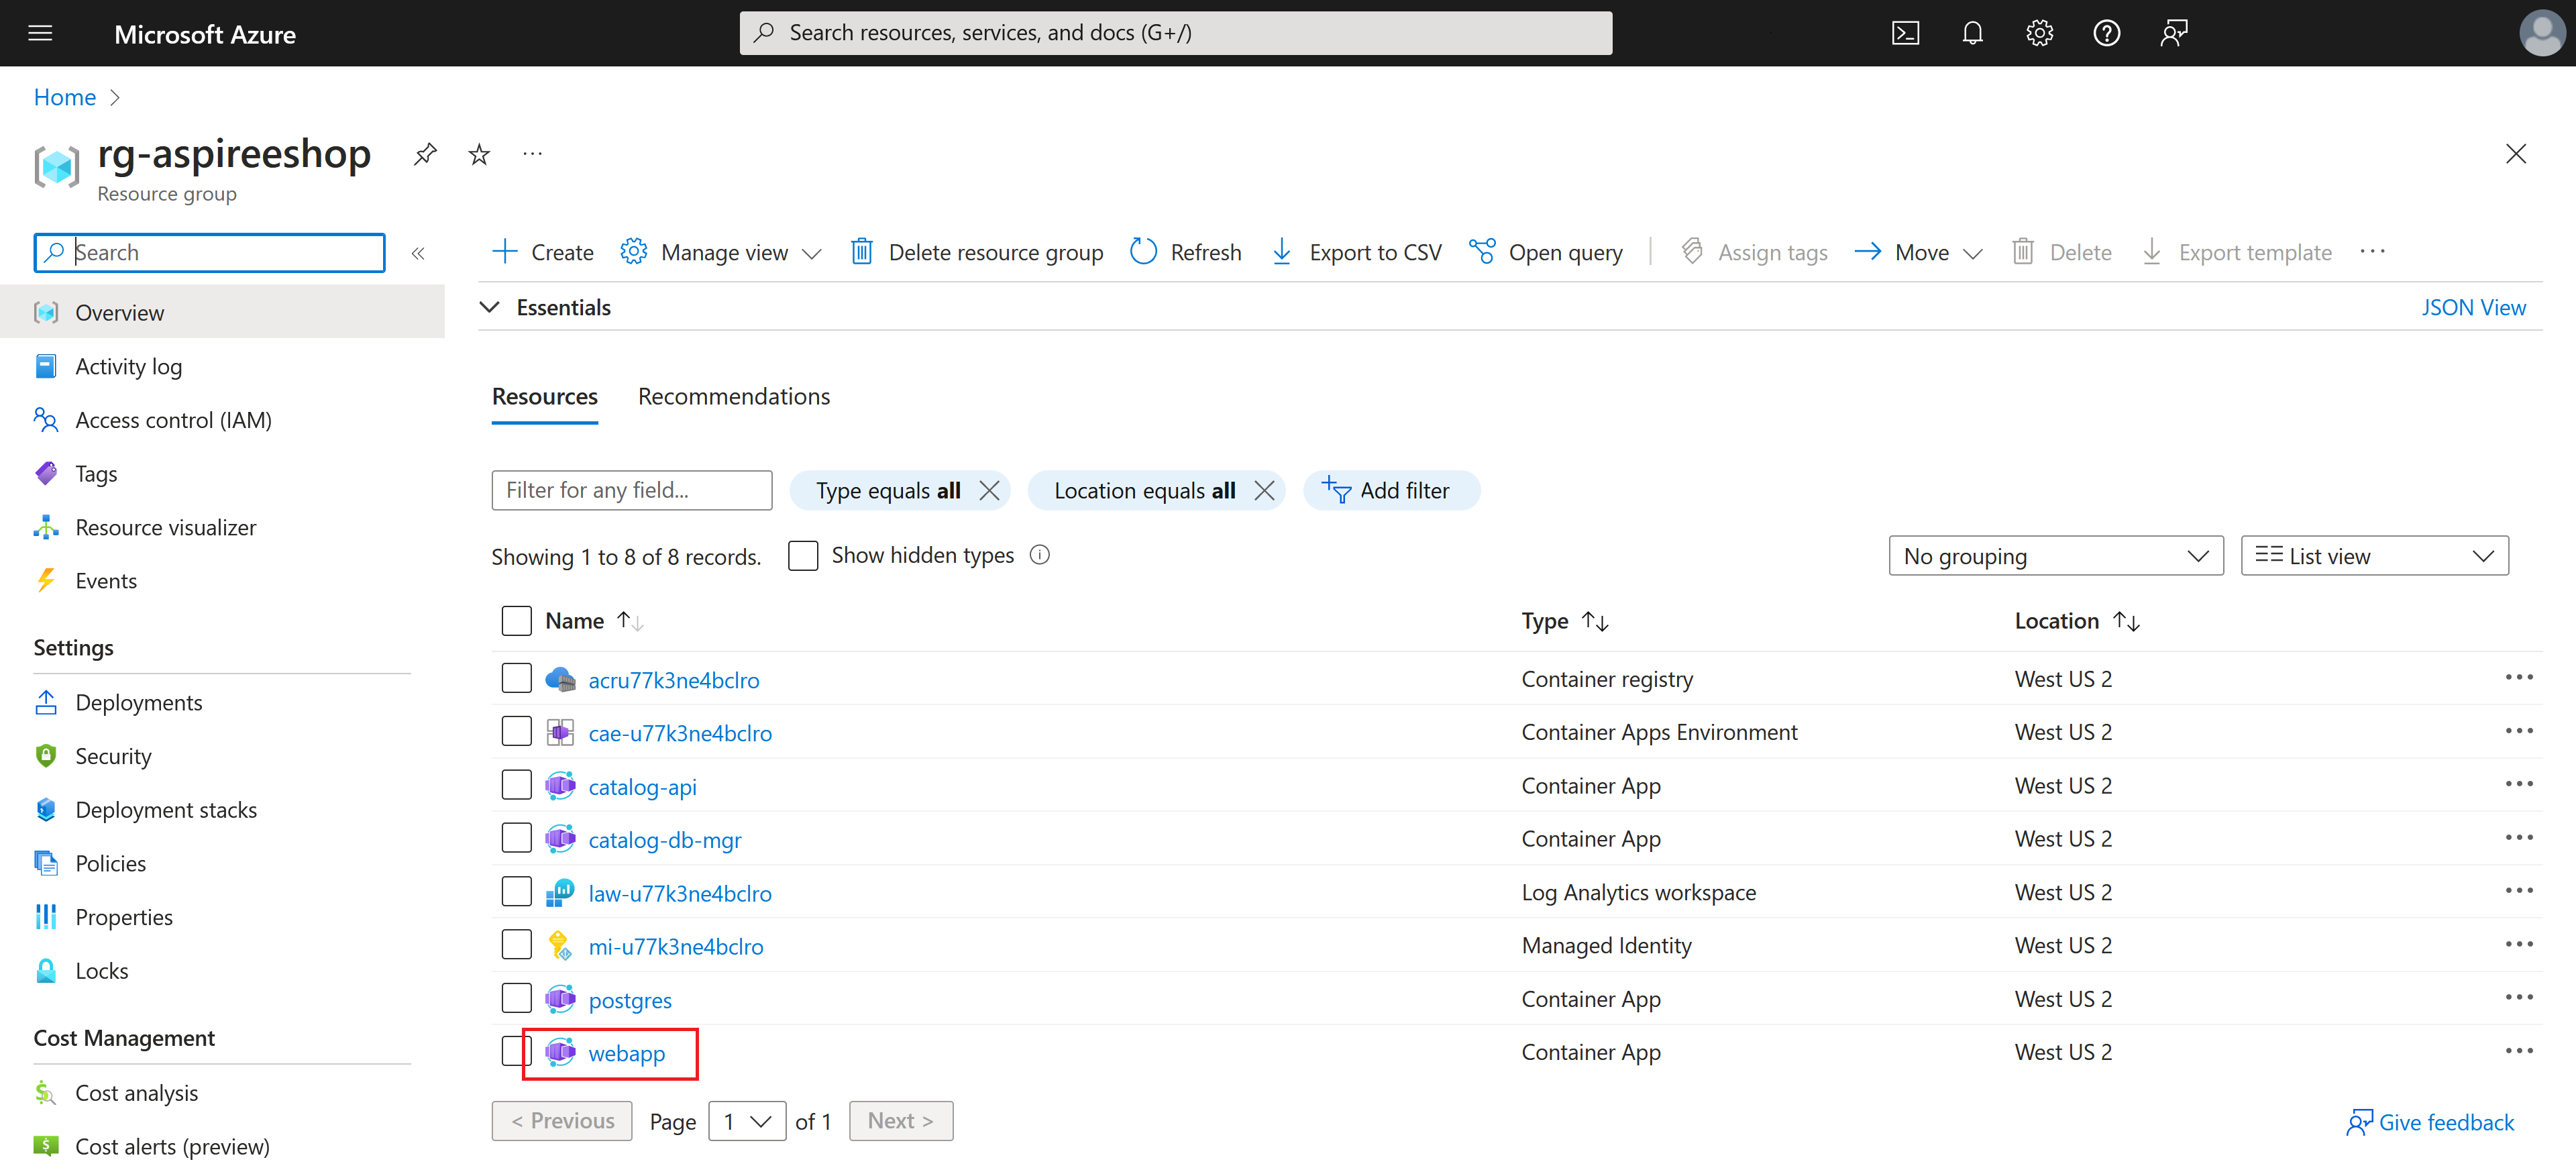 Microsoft Azure
Search resources, services, and docs (G+/)
Home
rg-aspireeshop
Resource group
Search
Create
Manage view
Delete resource group
Refresh
Export to CSV
Open query
Assign tags
Move
Delete
Export template
Overview
Activity log
Access control (IAM)
Tags
Resource visualizer
Events
Settings
Deployments
Security
Deployment stacks
Policies
Properties
Locks
Cost Management
Cost analysis
Cost alerts (preview)
Essentials
JSON View
Resources
Recommendations
Filter for any field...
Type equals all
Location equals all
Add filter
Showing 1 to 8 of 8 records.
Show hidden types
No grouping
List view
Name
Type
Location
acru77k3ne4bclro
Container registry
West US 2
cae-u77k3ne4bclro
Container Apps Environment
West US 2
catalog-api
Container App
West US 2
catalog-db-mgr
Container App
West US 2
law-u77k3ne4bclro
Log Analytics workspace
West US 2
mi-u77k3ne4bclro
Managed Identity
West US 2
postgres
Container App
West US 2
webapp
Container App
West US 2
< Previous
Page 1 of 1
Next >
Give feedback